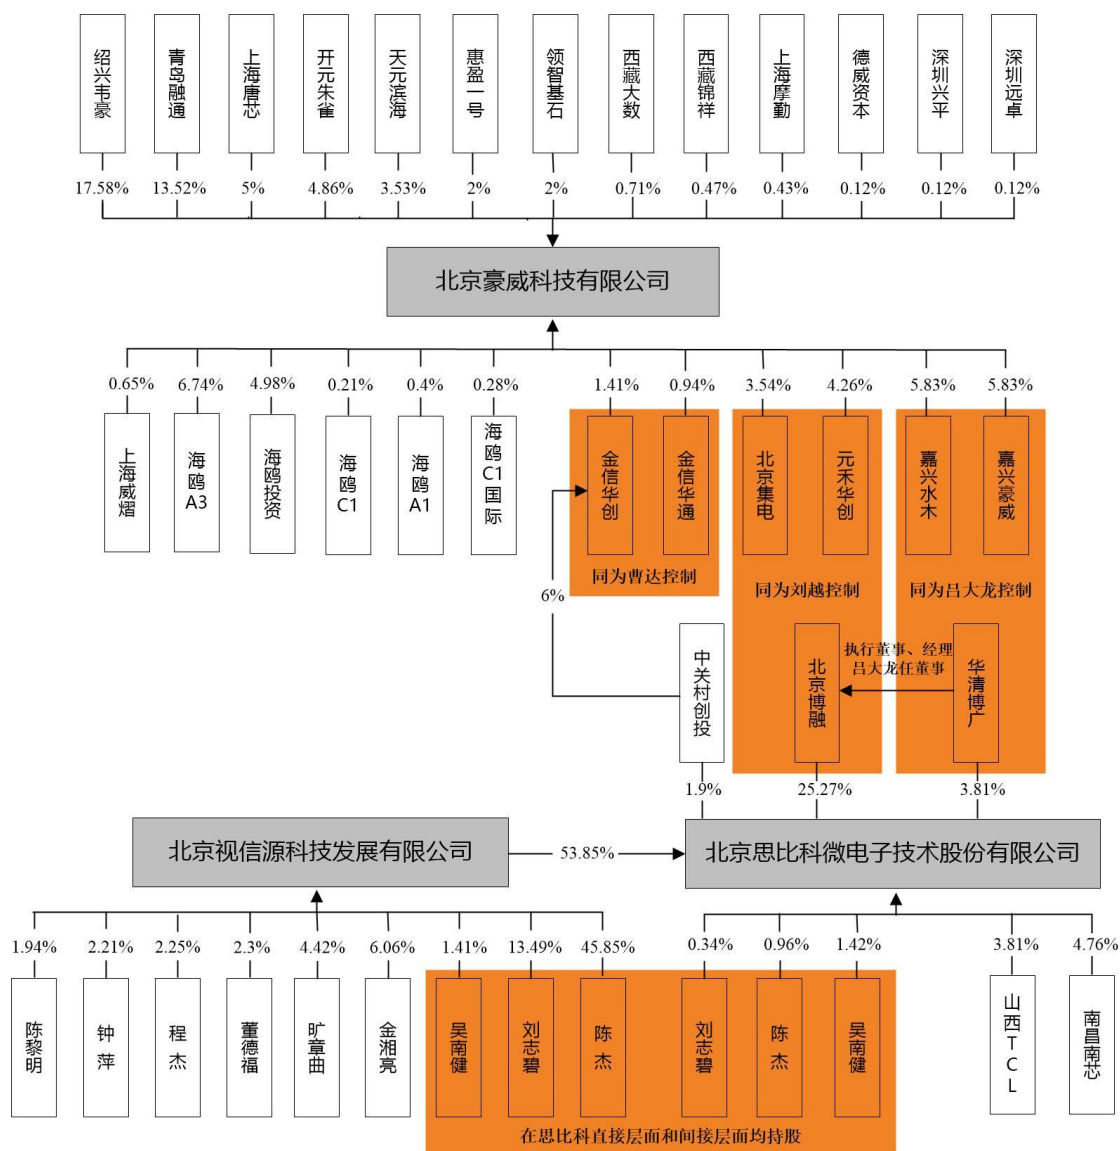 绍兴韦豪
青岛融通
上海唐芯
开元朱雀
天元滨海
惠盈一号
领智基石
西藏大数
西藏锦祥
上海摩勤
德威资本
深圳兴平
深圳远卓
17.58%
13.52%
5%
4.86%
3.53%
2%
2%
0.71%
0.47%
0.43%
0.12%
0.12%
0.12%
北京豪威科技有限公司
0.65%
6.74%
4.98%
0.21%
0.4%
0.28%
1.41%
0.94%
3.54%
4.26%
5.83%
5.83%
上海威熠
海鸥A3
海鸥投资
海鸥C1
海鸥A1
海鸥C1国际
金信华创
金信华通
北京集电
元禾华创
嘉兴水木
嘉兴豪威
同为曹达控制
同为刘越控制
同为吕大龙控制
6%
中关村创投
北京博融
执行董事、经理
吕大龙任董事
华清博广
1.9%
25.27%
3.81%
北京视信源科技发展有限公司
53.85%
北京思比科微电子技术股份有限公司
1.94%
2.21%
2.25%
2.3%
4.42%
6.06%
1.41%
13.49%
45.85%
0.34%
0.96%
1.42%
3.81%
4.76%
陈黎明
钟萍
程杰
董德福
旷章曲
金湘亮
吴南健
刘志碧
陈杰
刘志碧
陈杰
吴南健
山西TCL
南昌南芯
在思比科直接层面和间接层面均持股